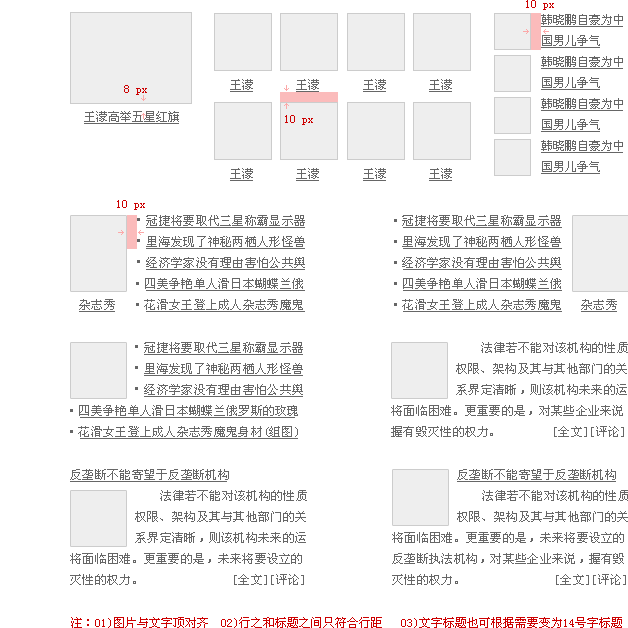 8 px
王濛高举五星红旗
王濛
王濛
王濛
王濛
10 px
王濛
王濛
王濛
王濛
10 px
韩晓鹏自豪为中
国男儿争气
韩晓鹏自豪为中
国男儿争气
韩晓鹏自豪为中
国男儿争气
韩晓鹏自豪为中
国男儿争气
10 px
杂志秀
• 冠捷将要取代三星称霸显示器
• 里海发现了神秘两栖人形怪兽
• 经济学家没有理由害怕公共舆
• 四美争艳单人滑日本蝴蝶兰俄
• 花滑女王登上成人杂志秀魔鬼
• 冠捷将要取代三星称霸显示器
• 里海发现了神秘两栖人形怪兽
• 经济学家没有理由害怕公共舆
• 四美争艳单人滑日本蝴蝶兰俄
• 花滑女王登上成人杂志秀魔鬼
杂志秀
• 冠捷将要取代三星称霸显示器
• 里海发现了神秘两栖人形怪兽
• 经济学家没有理由害怕公共舆
• 四美争艳单人滑日本蝴蝶兰俄罗斯的玫瑰
• 花滑女王登上成人杂志秀魔鬼身材(组图)
法律若不能对该机构的性质
权限、架构及其与其他部门的关
系界定清晰，则该机构未来的运
将面临困难。更重要的是，对某些企业来说
握有毁灭性的权力。 [全文][评论]
反垄断不能寄望于反垄断机构
法律若不能对该机构的性质
权限、架构及其与其他部门的关
系界定清晰，则该机构未来的运
将面临困难。更重要的是，未来将要设立的
灭性的权力。 [全文][评论]
反垄断不能寄望于反垄断机构
法律若不能对该机构的性质
权限、架构及其与其他部门的关
将面临困难。更重要的是，未来将要设立的
反垄断执法机构，对某些企业来说，握有毁
灭性的权力。 [全文][评论]
注：01)图片与文字顶对齐 02)行之和标题之间只符合行距 03)文字标题也可根据需要变为14号字标题